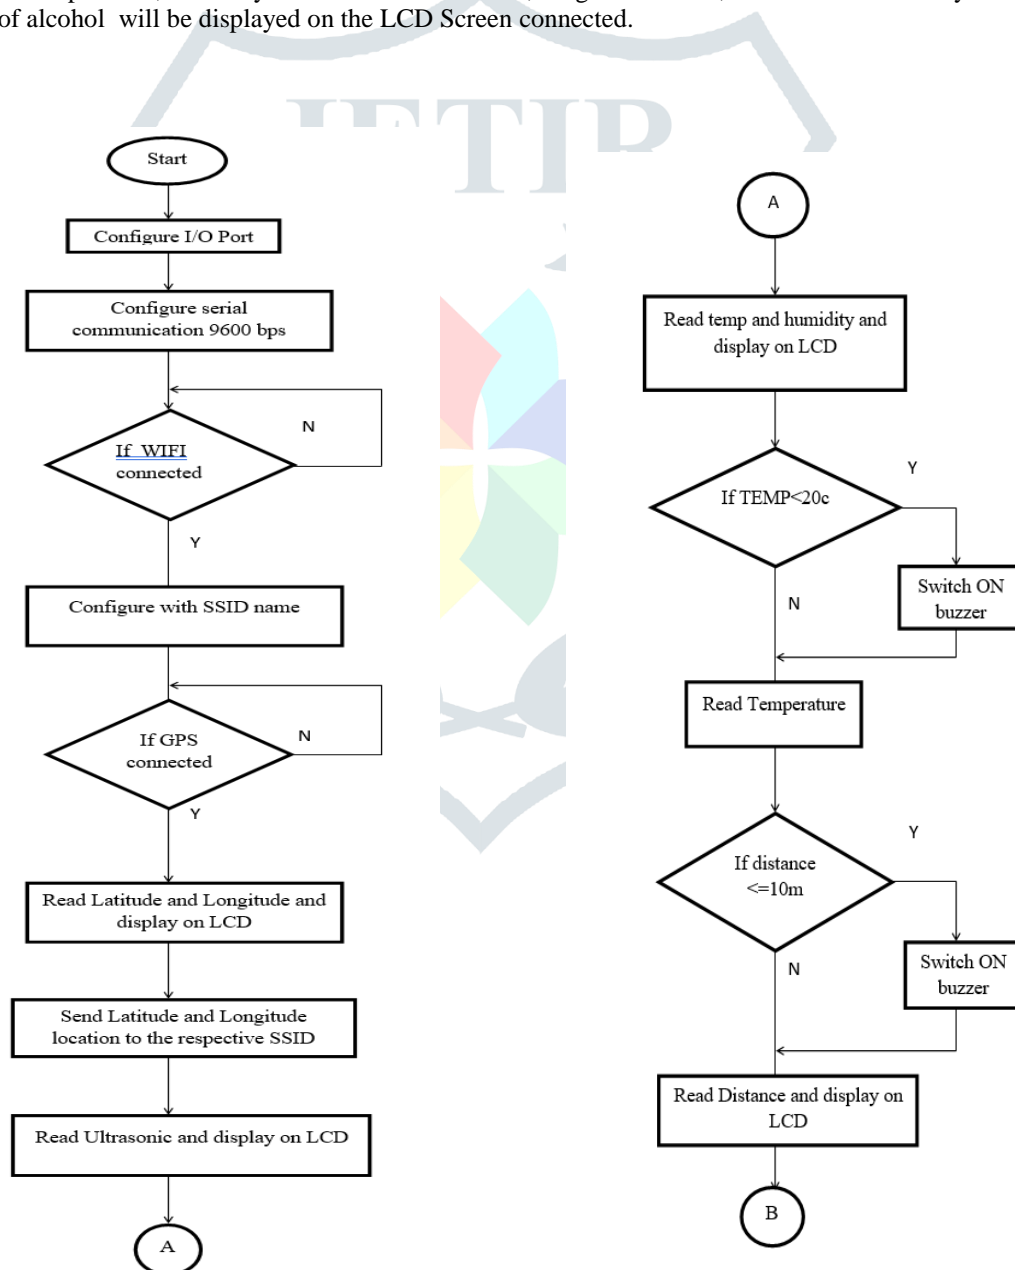 of alcohol will be displayed on the LCD Screen connected.
JETIR
Start
Configure I/O Port
Configure serial
communication 9600 bps
N
If WIFI
connected
Y
Configure with SSID name
N
If GPS
connected
Y
Read Latitude and Longitude and
display on LCD
Send Latitude and Longitude
location to the respective SSID
Read Ultrasonic and display on LCD
A
A
Read temp and humidity and
display on LCD
Y
If TEMP<20c
Switch ON
buzzer
N
Read Temperature
Y
If distance
<=10m
Switch ON
buzzer
N
Read Distance and display on
LCD
B